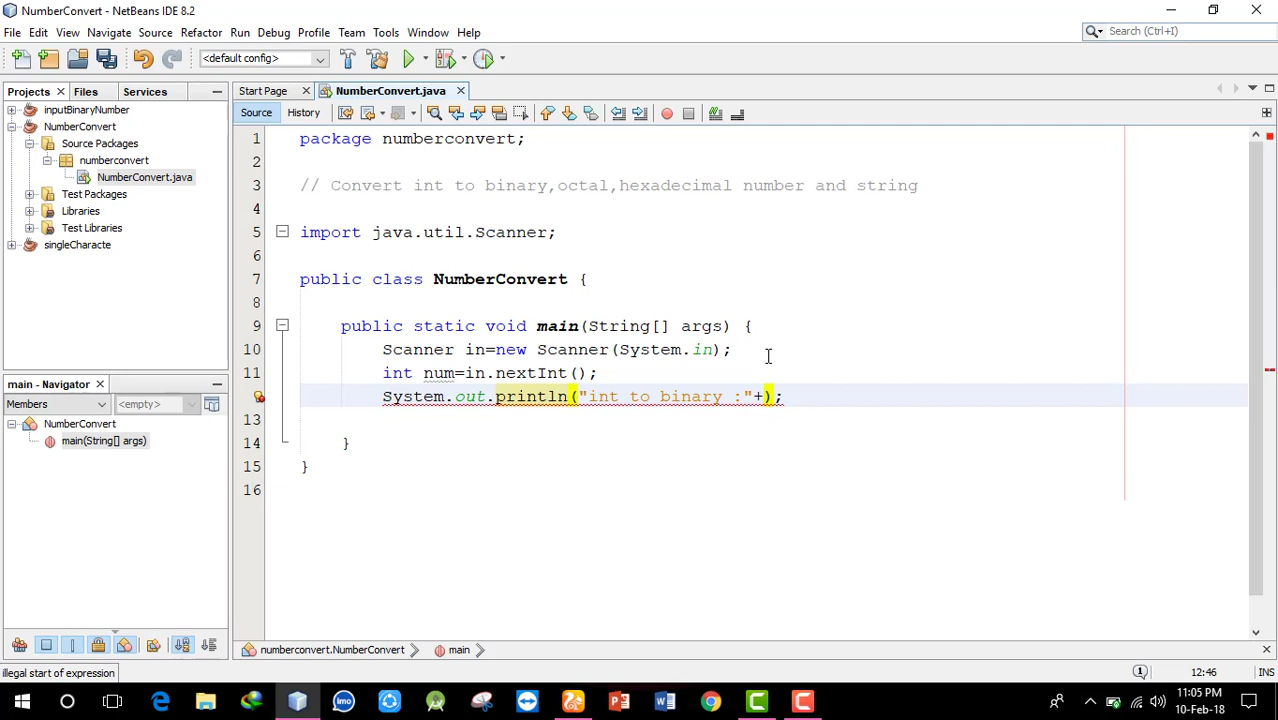 NumberConvert - NetBeans IDE 8.2
File Edit View Navigate Source Refactor Run Debug Profile Team Tools Window Help
Search (Ctrl+I)
<default config>
Projects Files Services
Start Page NumberConvert.java
Source History
inputBinaryNumber
NumberConvert
Source Packages
numberconvert
NumberConvert.java
Test Packages
Libraries
Test Libraries
singleCharacte
1 package numberconvert;
2
3 // Convert int to binary,octal,hexadecimal number and string
4
5 import java.util.Scanner;
6
7 public class NumberConvert {
8
9 public static void main(String[] args) {
10 Scanner in=new Scanner(System.in);
11 int num=in.nextInt();
System.out.println("int to binary :"+);
13
14 }
15 }
16
main - Navigator
Members <empty>
NumberConvert
main(String[] args)
numberconvert.NumberConvert main
illegal start of expression
12:46 INS
11:05 PM
10-Feb-18